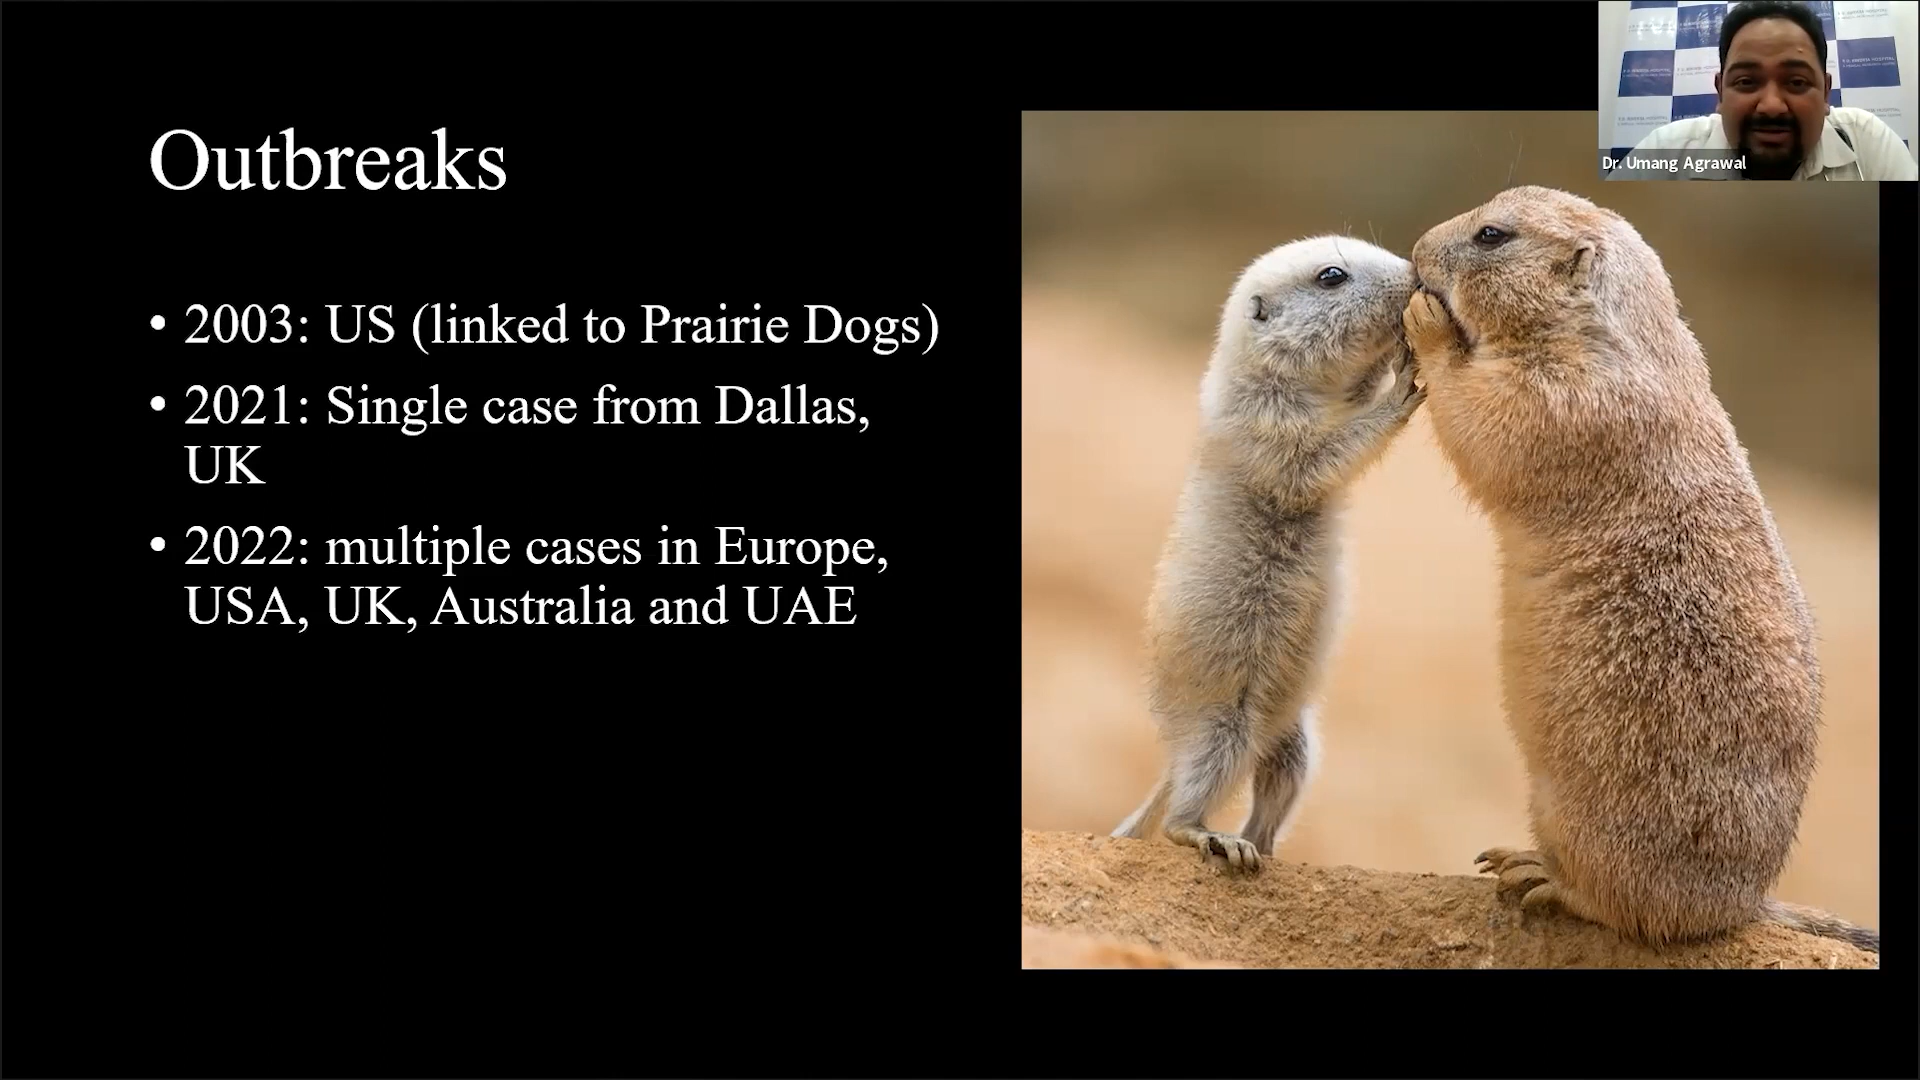 Outbreaks
• 2003: US (linked to Prairie Dogs)
• 2021: Single case from Dallas,
UK
• 2022: multiple cases in Europe,
USA, UK, Australia and UAE
Dr. Umang Agrawal